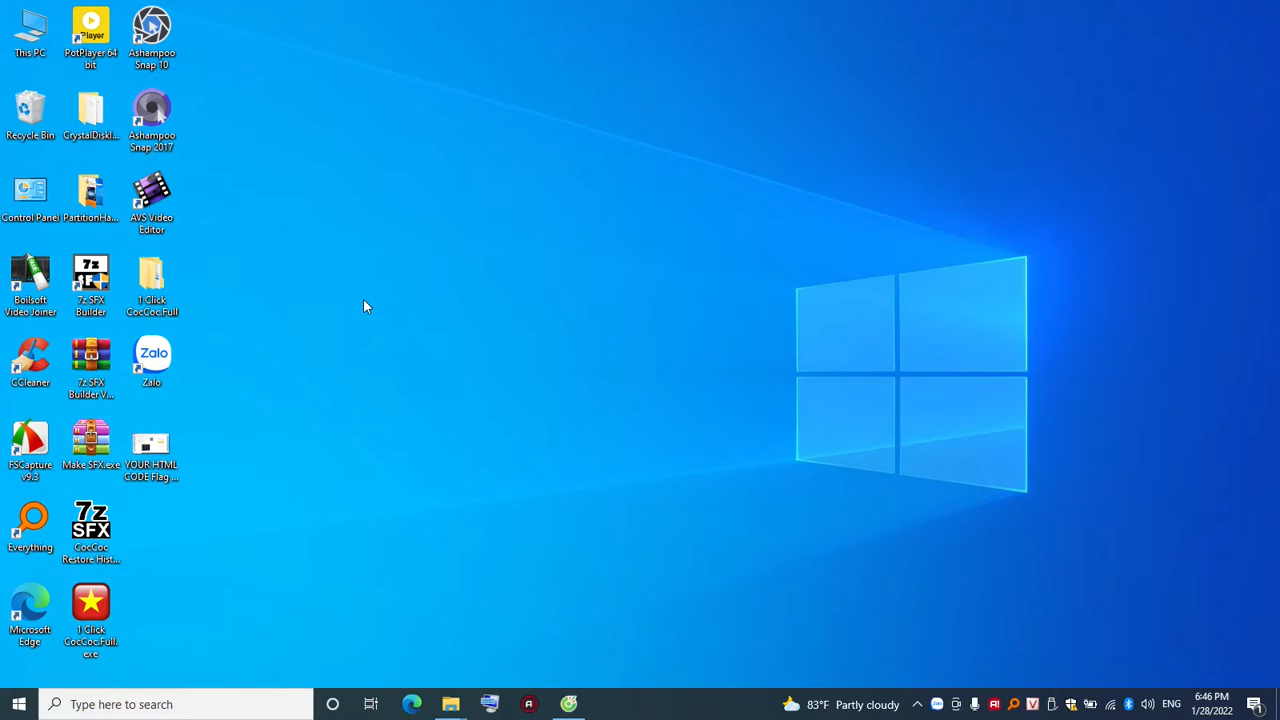 This PC
PotPlayer 64
bit
Ashampoo
Snap 10
Recycle Bin
CrystalDiskI...
Ashampoo
Snap 2017
Control Panel
PartitionHa...
AVS Video
Editor
Boilsoft
Video Joiner
7z SFX
Builder
1 Click
CocCoc.Full
CCleaner
7z SFX
Builder V...
Zalo
Zalo
FSCapture
v9.3
Make SFX.exe
YOUR HTML
CODE Flag ...
Everything
7z
SFX
CocCoc
Restore Hist...
Microsoft
Edge
1 Click
CocCoc.Full.
exe
Type here to search
83°F Partly cloudy
ENG
6:46 PM
1/28/2022